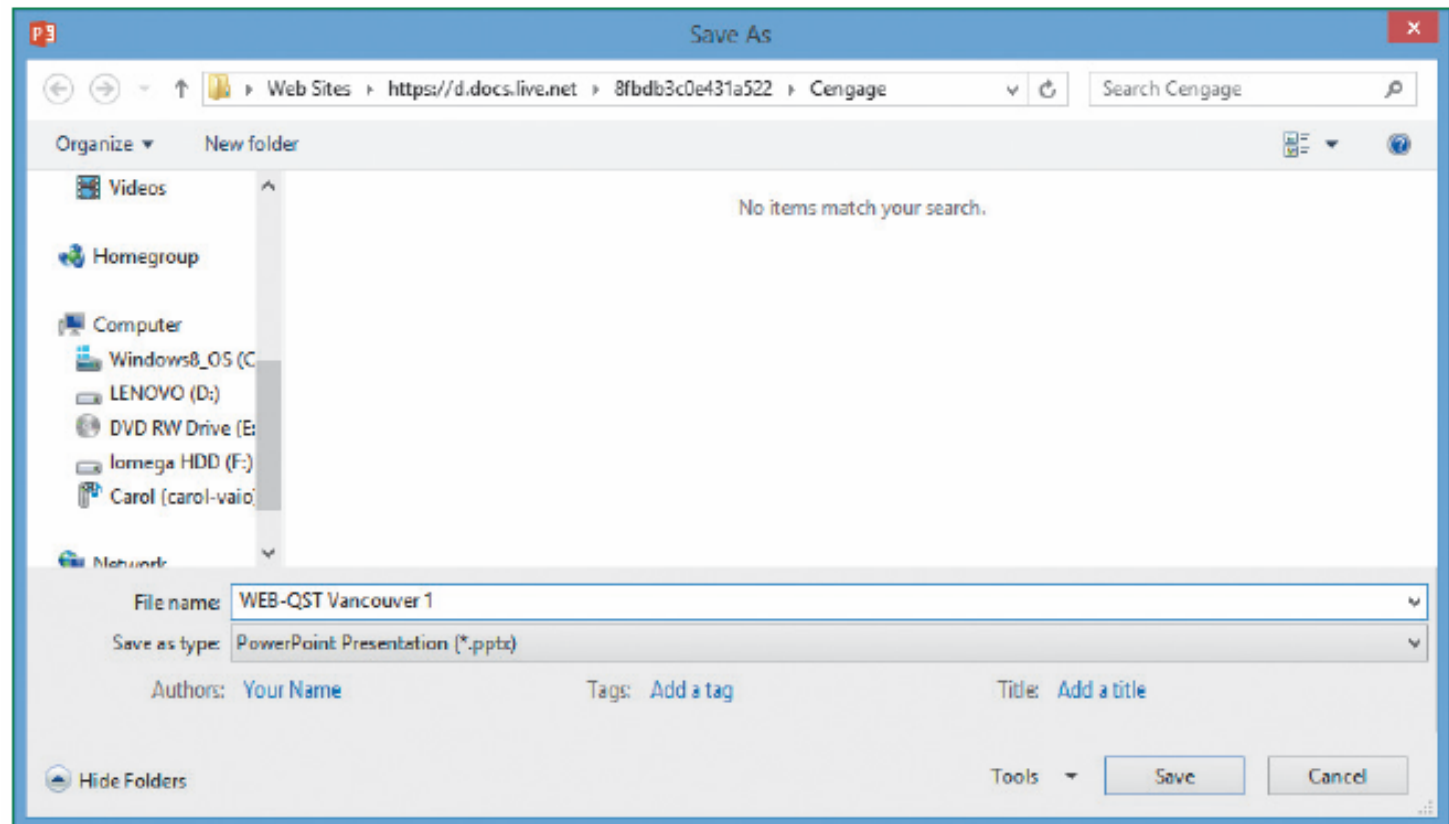 P3 Save As x
Web Sites https://d.docs.live.net 8fbdb3c0e431a522 Cengage Search Cengage
Organize New folder ?
Videos
No items match your search.
Homegroup
Computer
Windows8_OS (C
LENOVO (D:)
DVD RW Drive (E:
Iomega HDD (F:)
Carol (carol-vaio)
Network
File name: WEB-QST Vancouver 1
Save as type: PowerPoint Presentation (*.pptx)
Authors: Your Name Tags: Add a tag Title: Add a title
Hide Folders Tools Save Cancel